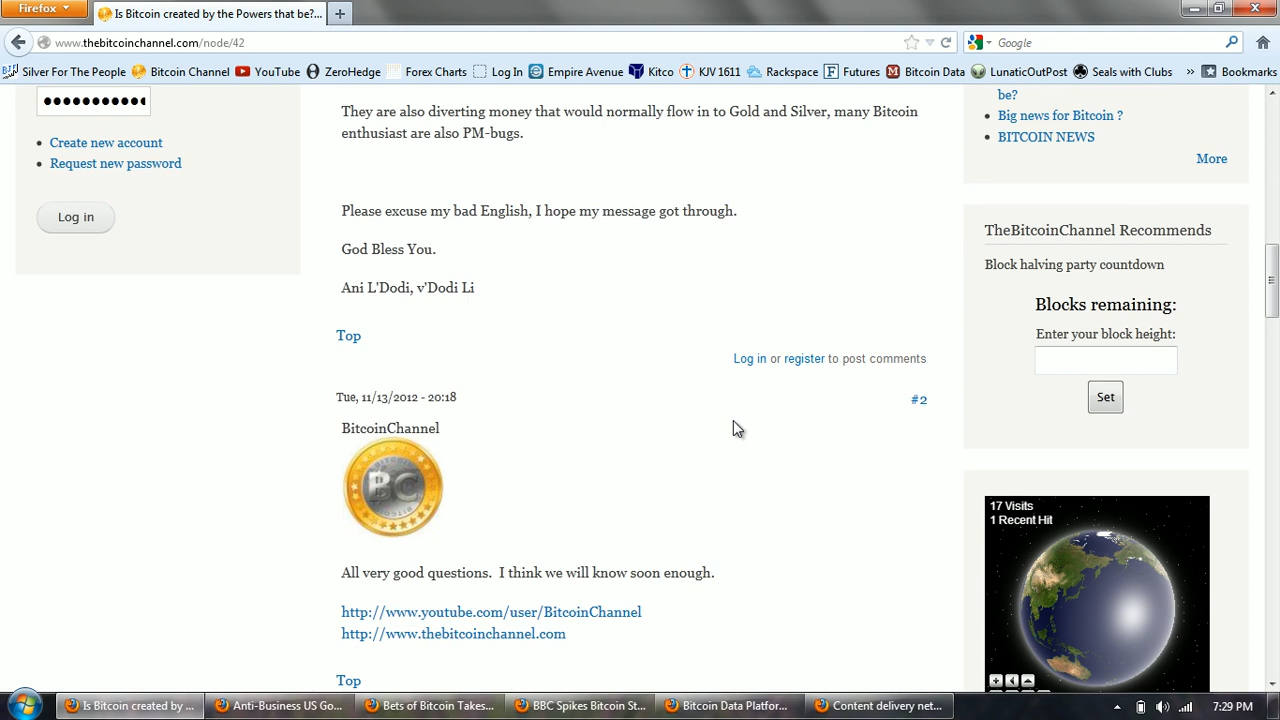 Firefox
Is Bitcoin created by the Powers that be?...
www.thebitcoinchannel.com/node/42
Google
Silver For The People
Bitcoin Channel
YouTube
ZeroHedge
Forex Charts
Log In
Empire Avenue
Kitco
KJV 1611
Rackspace
Futures
Bitcoin Data
LunaticOutPost
Seals with Clubs
»
Bookmarks
Create new account
Request new password
Log in
They are also diverting money that would normally flow in to Gold and Silver, many Bitcoin
enthusiast are also PM-bugs.
Please excuse my bad English, I hope my message got through.
God Bless You.
Ani L'Dodi, v'Dodi Li
Top
Log in or register to post comments
Tue, 11/13/2012 - 20:18
#2
BitcoinChannel
BC
All very good questions.  I think we will know soon enough.
http://www.youtube.com/user/BitcoinChannel
http://www.thebitcoinchannel.com
Top
be?
Big news for Bitcoin ?
BITCOIN NEWS
More
TheBitcoinChannel Recommends
Block halving party countdown
Blocks remaining:
Enter your block height:
Set
17 Visits
1 Recent Hit
Is Bitcoin created by ...
Anti-Business US Go...
Bets of Bitcoin Takes...
BBC Spikes Bitcoin St...
Bitcoin Data Platfor...
Content delivery net...
7:29 PM